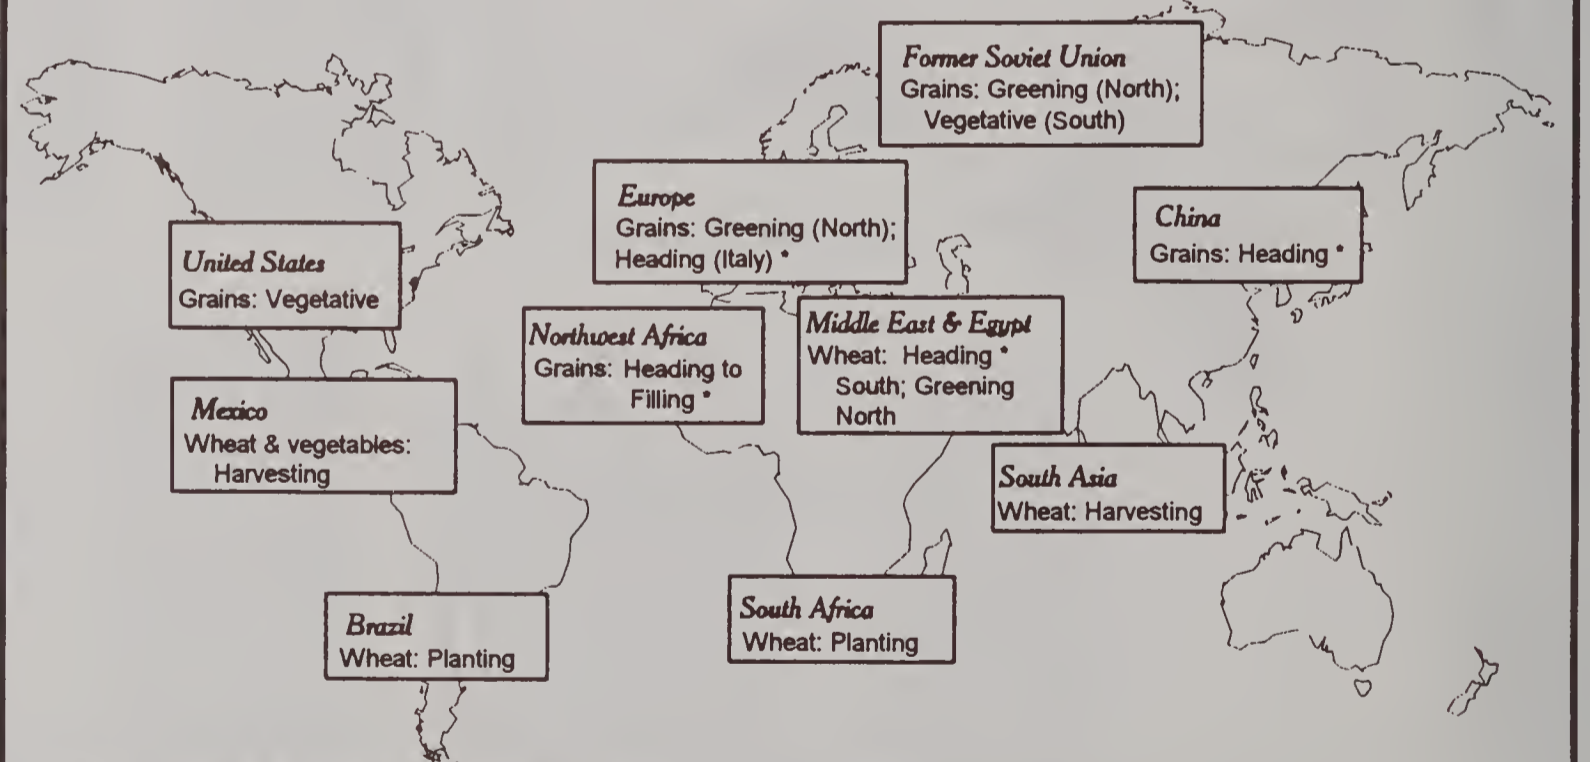 Former Soviet Union
Grains: Greening (North);
Vegetative (South)
Europe
Grains: Greening (North);
Heading (Italy) *
China
Grains: Heading *
United States
Grains: Vegetative
Northwest Africa
Grains: Heading to
Filling *
Middle East & Egypt
Wheat: Heading *
South; Greening
North
Mexico
Wheat & vegetables:
Harvesting
South Asia
Wheat: Harvesting
Brazil
Wheat: Planting
South Africa
Wheat: Planting